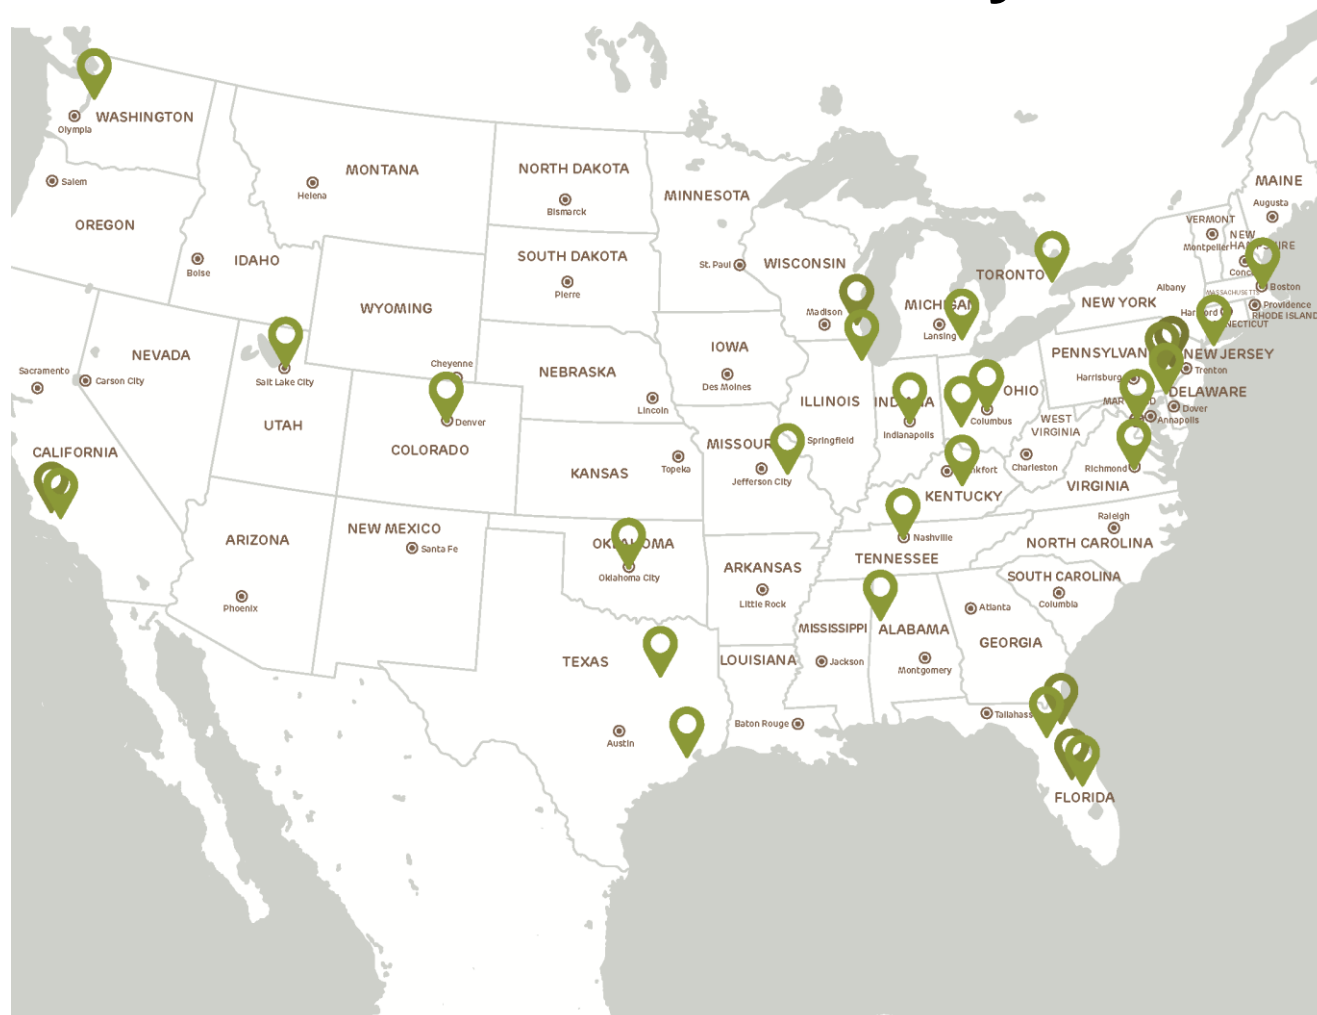 WASHINGTON
Olympia
MONTANA
Helena
NORTH DAKOTA
Bismarck
MINNESOTA
MAINE
Augusta
Salem
OREGON
VERMONT
Montpelier
NEW
Boise
IDAHO
SOUTH DAKOTA
Pierre
St. Paul
WISCONSIN
TORONTO
Albany
MASSACHUSETTS
Boston
WYOMING
Madison
Lansing
NEW YORK
Providence
RHODE ISLAND
NEVADA
Sacramento
Carson City
Salt Lake City
UTAH
Cheyenne
Denver
COLORADO
NEBRASKA
Lincoln
IOWA
Des Moines
ILLINOIS
Springfield
Indianapolis
OHIO
Columbus
NEW JERSEY
Trenton
Harrisburg
DELAWARE
Dover
Annapolis
WEST
VIRGINIA
Charleston
Richmond
VIRGINIA
CALIFORNIA
KANSAS
Topeka
Jefferson City
KENTUCKY
ARIZONA
Phoenix
NEW MEXICO
Santa Fe
Oklahoma City
ARKANSAS
Little Rock
Nashville
TENNESSEE
Raleigh
NORTH CAROLINA
SOUTH CAROLINA
Columbia
Atlanta
GEORGIA
MISSISSIPPI
Jackson
ALABAMA
Montgomery
TEXAS
Austin
LOUISIANA
Baton Rouge
FLORIDA